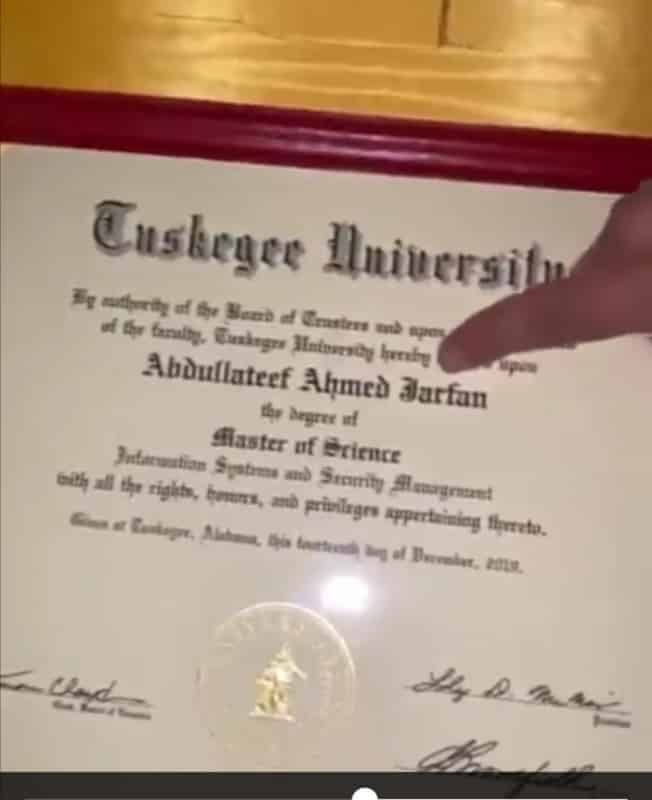 Tuskegee University
By authority of the Board of Trustees and upon
of the faculty, Tuskegee University hereby upon
Abdullateef Ahmed Jarfan
the degree of
Master of Science
Information Systems and Security Management
with all the rights, honors, and privileges appertaining thereto.
Given at Tuskegee, Alabama, this fourteenth day of December, 2019.